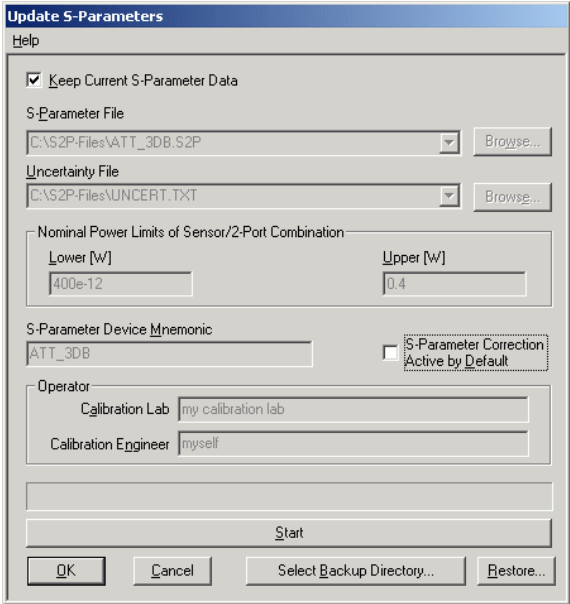 Update S-Parameters
Help
Keep Current S-Parameter Data
S-Parameter File
C:\S2P-Files\ATT_3DB.S2P
Browse...
Uncertainty File
C:\S2P-Files\UNCERT.TXT
Browse...
Nominal Power Limits of Sensor/2-Port Combination
Lower [W]
Upper [W]
400e-12
0.4
S-Parameter Device Mnemonic
ATT_3DB
S-Parameter Correction
Active by Default
Operator
Calibration Lab
my calibration lab
Calibration Engineer
myself
Start
OK
Cancel
Select Backup Directory...
Restore...